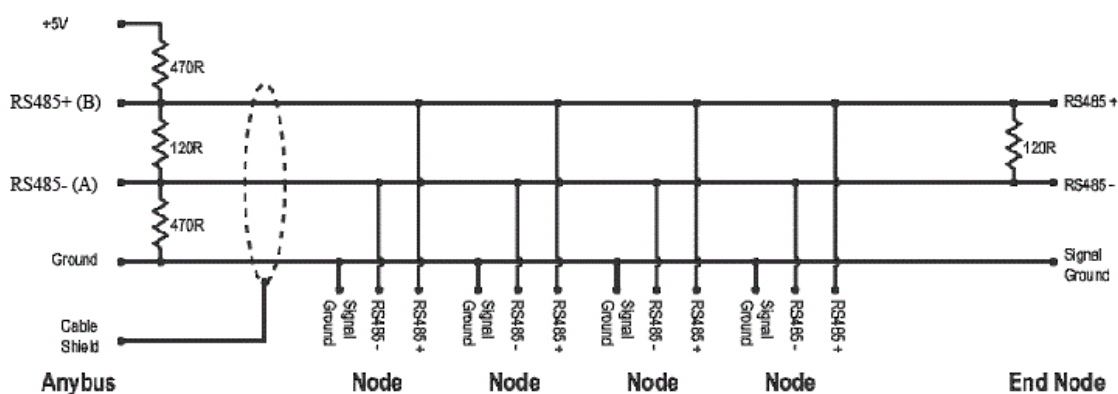 +5V
470R
RS485+ (B)
RS485+
120R
120R
RS485- (A)
RS485-
470R
Ground
Signal
Ground
Cable
Shield
Signal
Ground
RS485-
RS485+
Signal
Ground
RS485-
RS485+
Signal
Ground
RS485-
RS485+
Signal
Ground
RS485-
RS485+
Anybus
Node
Node
Node
Node
End Node